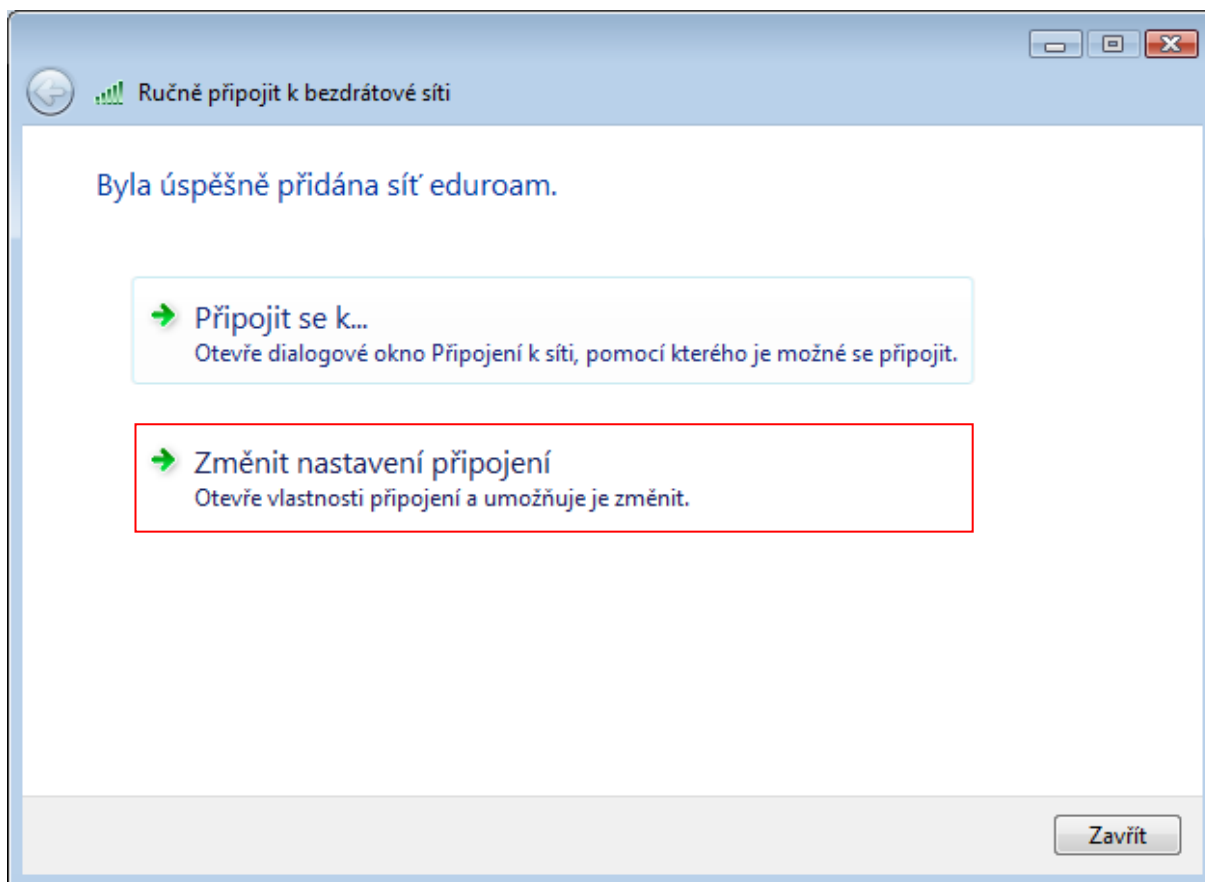 Ručně připojit k bezdrátové síti
Byla úspěšně přidána síť eduroam.
Připojit se k...
Otevře dialogové okno Připojení k síti, pomocí kterého je možné se připojit.
Změnit nastavení připojení
Otevře vlastnosti připojení a umožňuje je změnit.
Zavřít